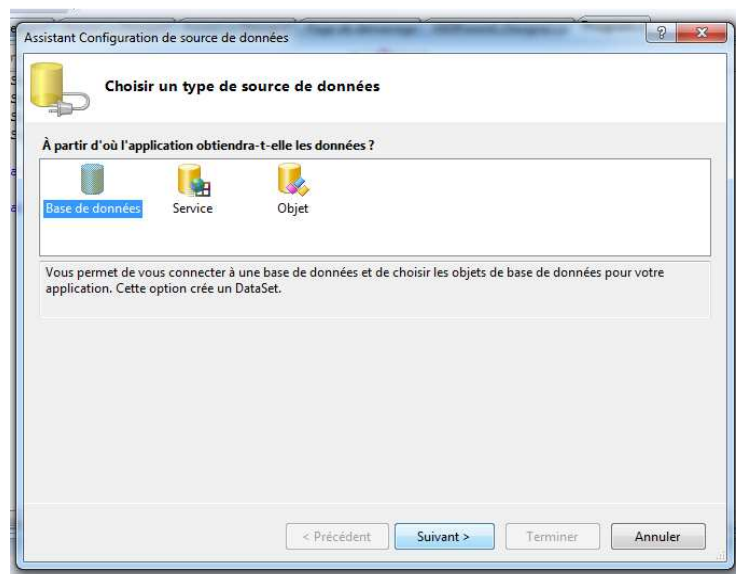 Assistant Configuration de source de données
Choisir un type de source de données
À partir d'où l'application obtiendra-t-elle les données ?
Base de données
Service
Objet
Vous permet de vous connecter à une base de données et de choisir les objets de base de données pour votre
application. Cette option crée un DataSet.
< Précédent
Suivant >
Terminer
Annuler